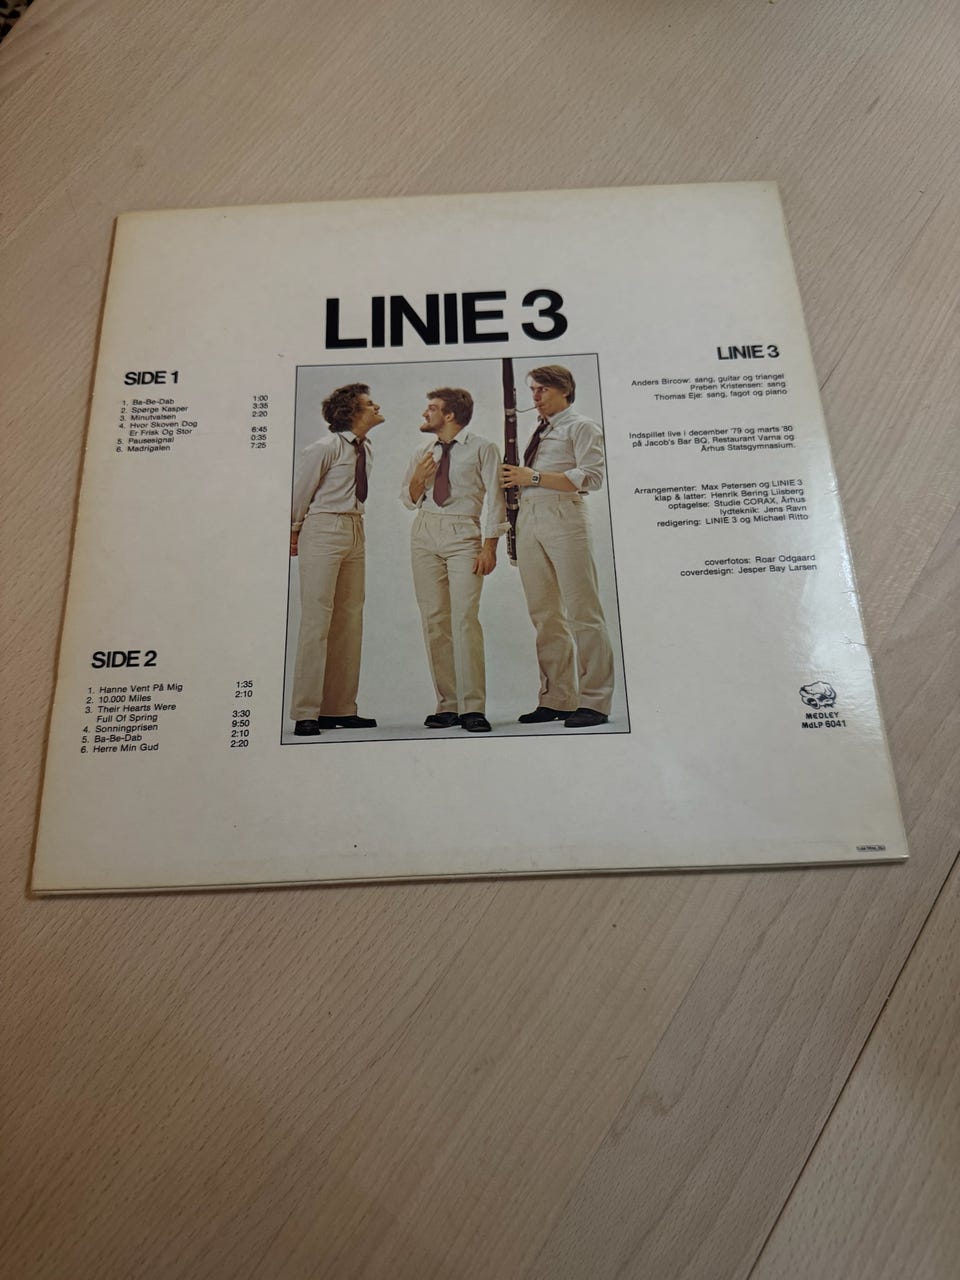 LINIE 3
SIDE 1
1. Ba-Be-Dab 1:00
2. Spørge Kasper 3:35
3. Minutvalsen 2:20
4. Hvor Skoven Dog
Er Frisk Og Stor 6:45
5. Pausesignal 0:35
6. Madrigalen 7:25
SIDE 2
1. Hanne Vent På Mig 1:35
2. 10.000 Miles 2:10
3. Their Hearts Were
Full Of Spring 3:30
4. Sonningprisen 9:50
5. Ba-Be-Dab 2:10
6. Herre Min Gud 2:20
LINIE 3
Anders Bircow: sang, guitar og triangel
Preben Kristensen: sang
Thomas Eje: sang, fagot og piano
Indspillet live i december '79 og marts '80
på Jacob's Bar BQ, Restaurant Varna og
Århus Statsgymnasium.
Arrangementer: Max Petersen og LINIE 3
klap & latter: Henrik Bering Liisberg
optagelse: Studie CORAX, Århus
lydteknik: Jens Ravn
redigering: LINIE 3 og Michael Ritto
coverfotos: Roar Odgaard
coverdesign: Jesper Bay Larsen
MEDLEY
MdLP 6041